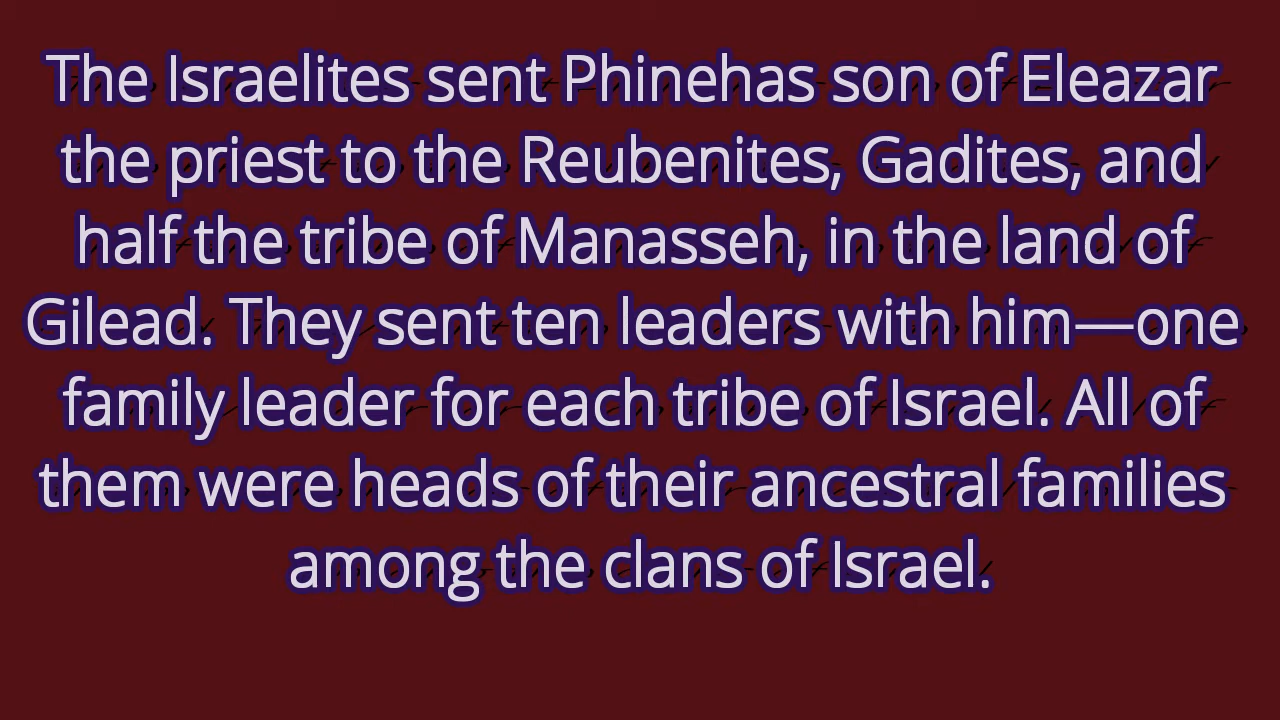 The Israelites sent Phinehas son of Eleazar
the priest to the Reubenites, Gadites, and
half the tribe of Manasseh, in the land of
Gilead. They sent ten leaders with him—one
family leader for each tribe of Israel. All of
them were heads of their ancestral families
among the clans of Israel.